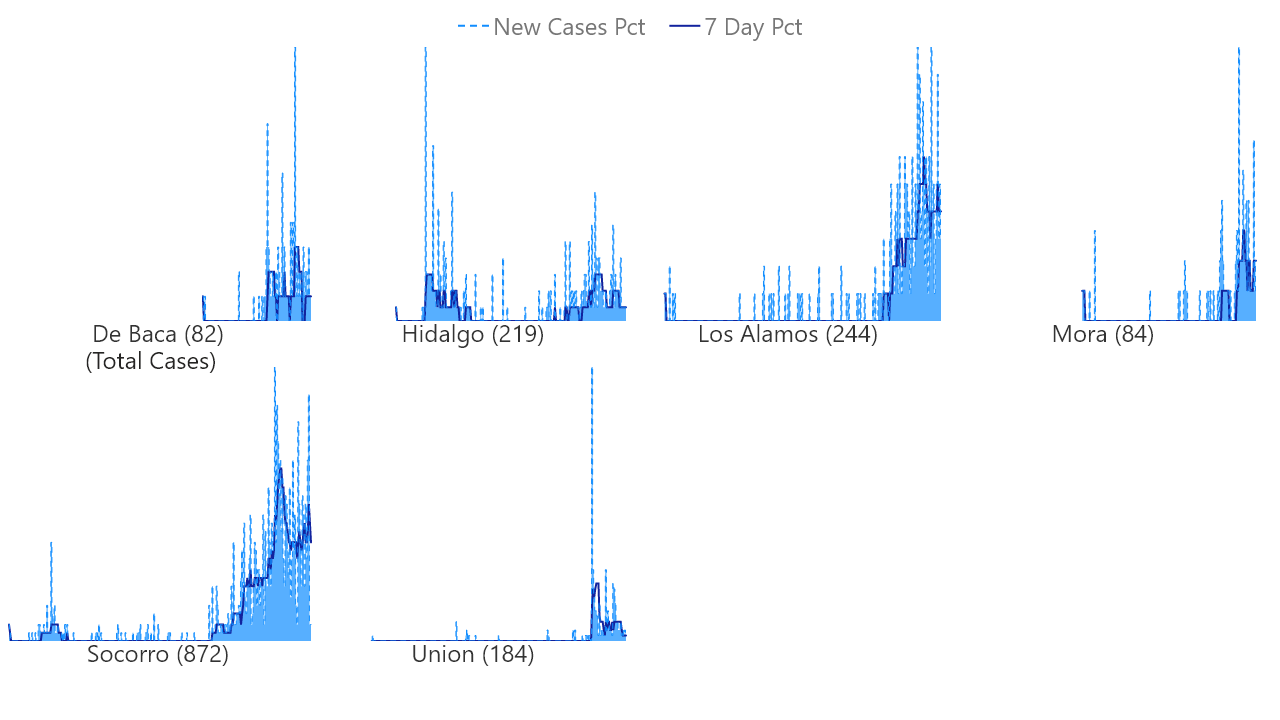 New Cases Pct 7 Day Pct
De Baca (82)
(Total Cases)
Hidalgo (219)
Los Alamos (244)
Mora (84)
Socorro (872)
Union (184)